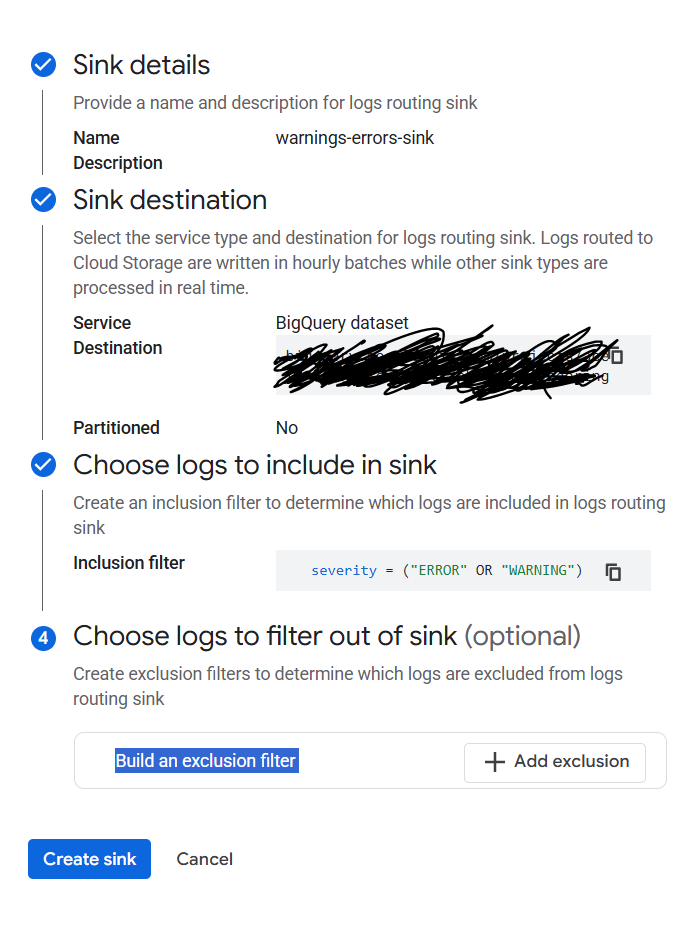 Sink details
Provide a name and description for logs routing sink
Name warnings-errors-sink
Description
Sink destination
Select the service type and destination for logs routing sink. Logs routed to
Cloud Storage are written in hourly batches while other sink types are
processed in real time.
Service BigQuery dataset
Destination
Partitioned No
Choose logs to include in sink
Create an inclusion filter to determine which logs are included in logs routing
sink
Inclusion filter severity = ("ERROR" OR "WARNING")
4 Choose logs to filter out of sink (optional)
Create exclusion filters to determine which logs are excluded from logs
routing sink
Build an exclusion filter Add exclusion
Create sink Cancel